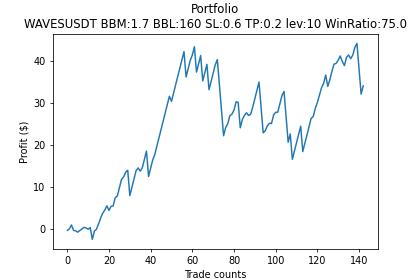 Portfolio
WAVESUSDT BBM:1.7 BBL:160 SL:0.6 TP:0.2 lev:10 WinRatio:75.0
Profit ($)
40
30
20
10
0
0 20 40 60 80 100 120 140
Trade counts